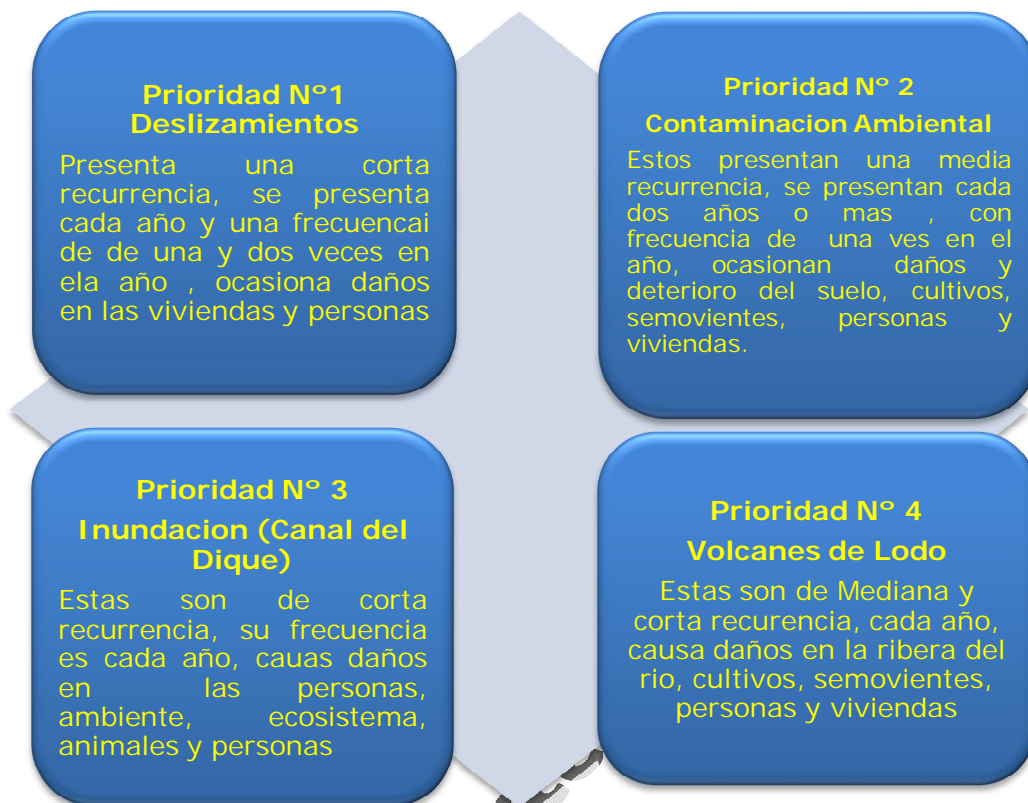 Prioridad Nº1
Deslizamientos
Presenta una corta
recurrencia, se presenta
cada año y una frecuencai
de de una y dos veces en
ela año , ocasiona daños
en las viviendas y personas
Prioridad Nº 2
Contaminacion Ambiental
Estos presentan una media
recurrencia, se presentan cada
dos años o mas , con
frecuencia de una ves en el
año, ocasionan daños y
deterioro del suelo, cultivos,
semovientes, personas y
viviendas.
Prioridad Nº 3
Inundacion (Canal del
Dique)
Estas son de corta
recurrencia, su frecuencia
es cada año, cauas daños
en las personas,
ambiente, ecosistema,
animales y personas
Prioridad Nº 4
Volcanes de Lodo
Estas son de Mediana y
corta recurencia, cada año,
causa daños en la ribera del
rio, cultivos, semovientes,
personas y viviendas